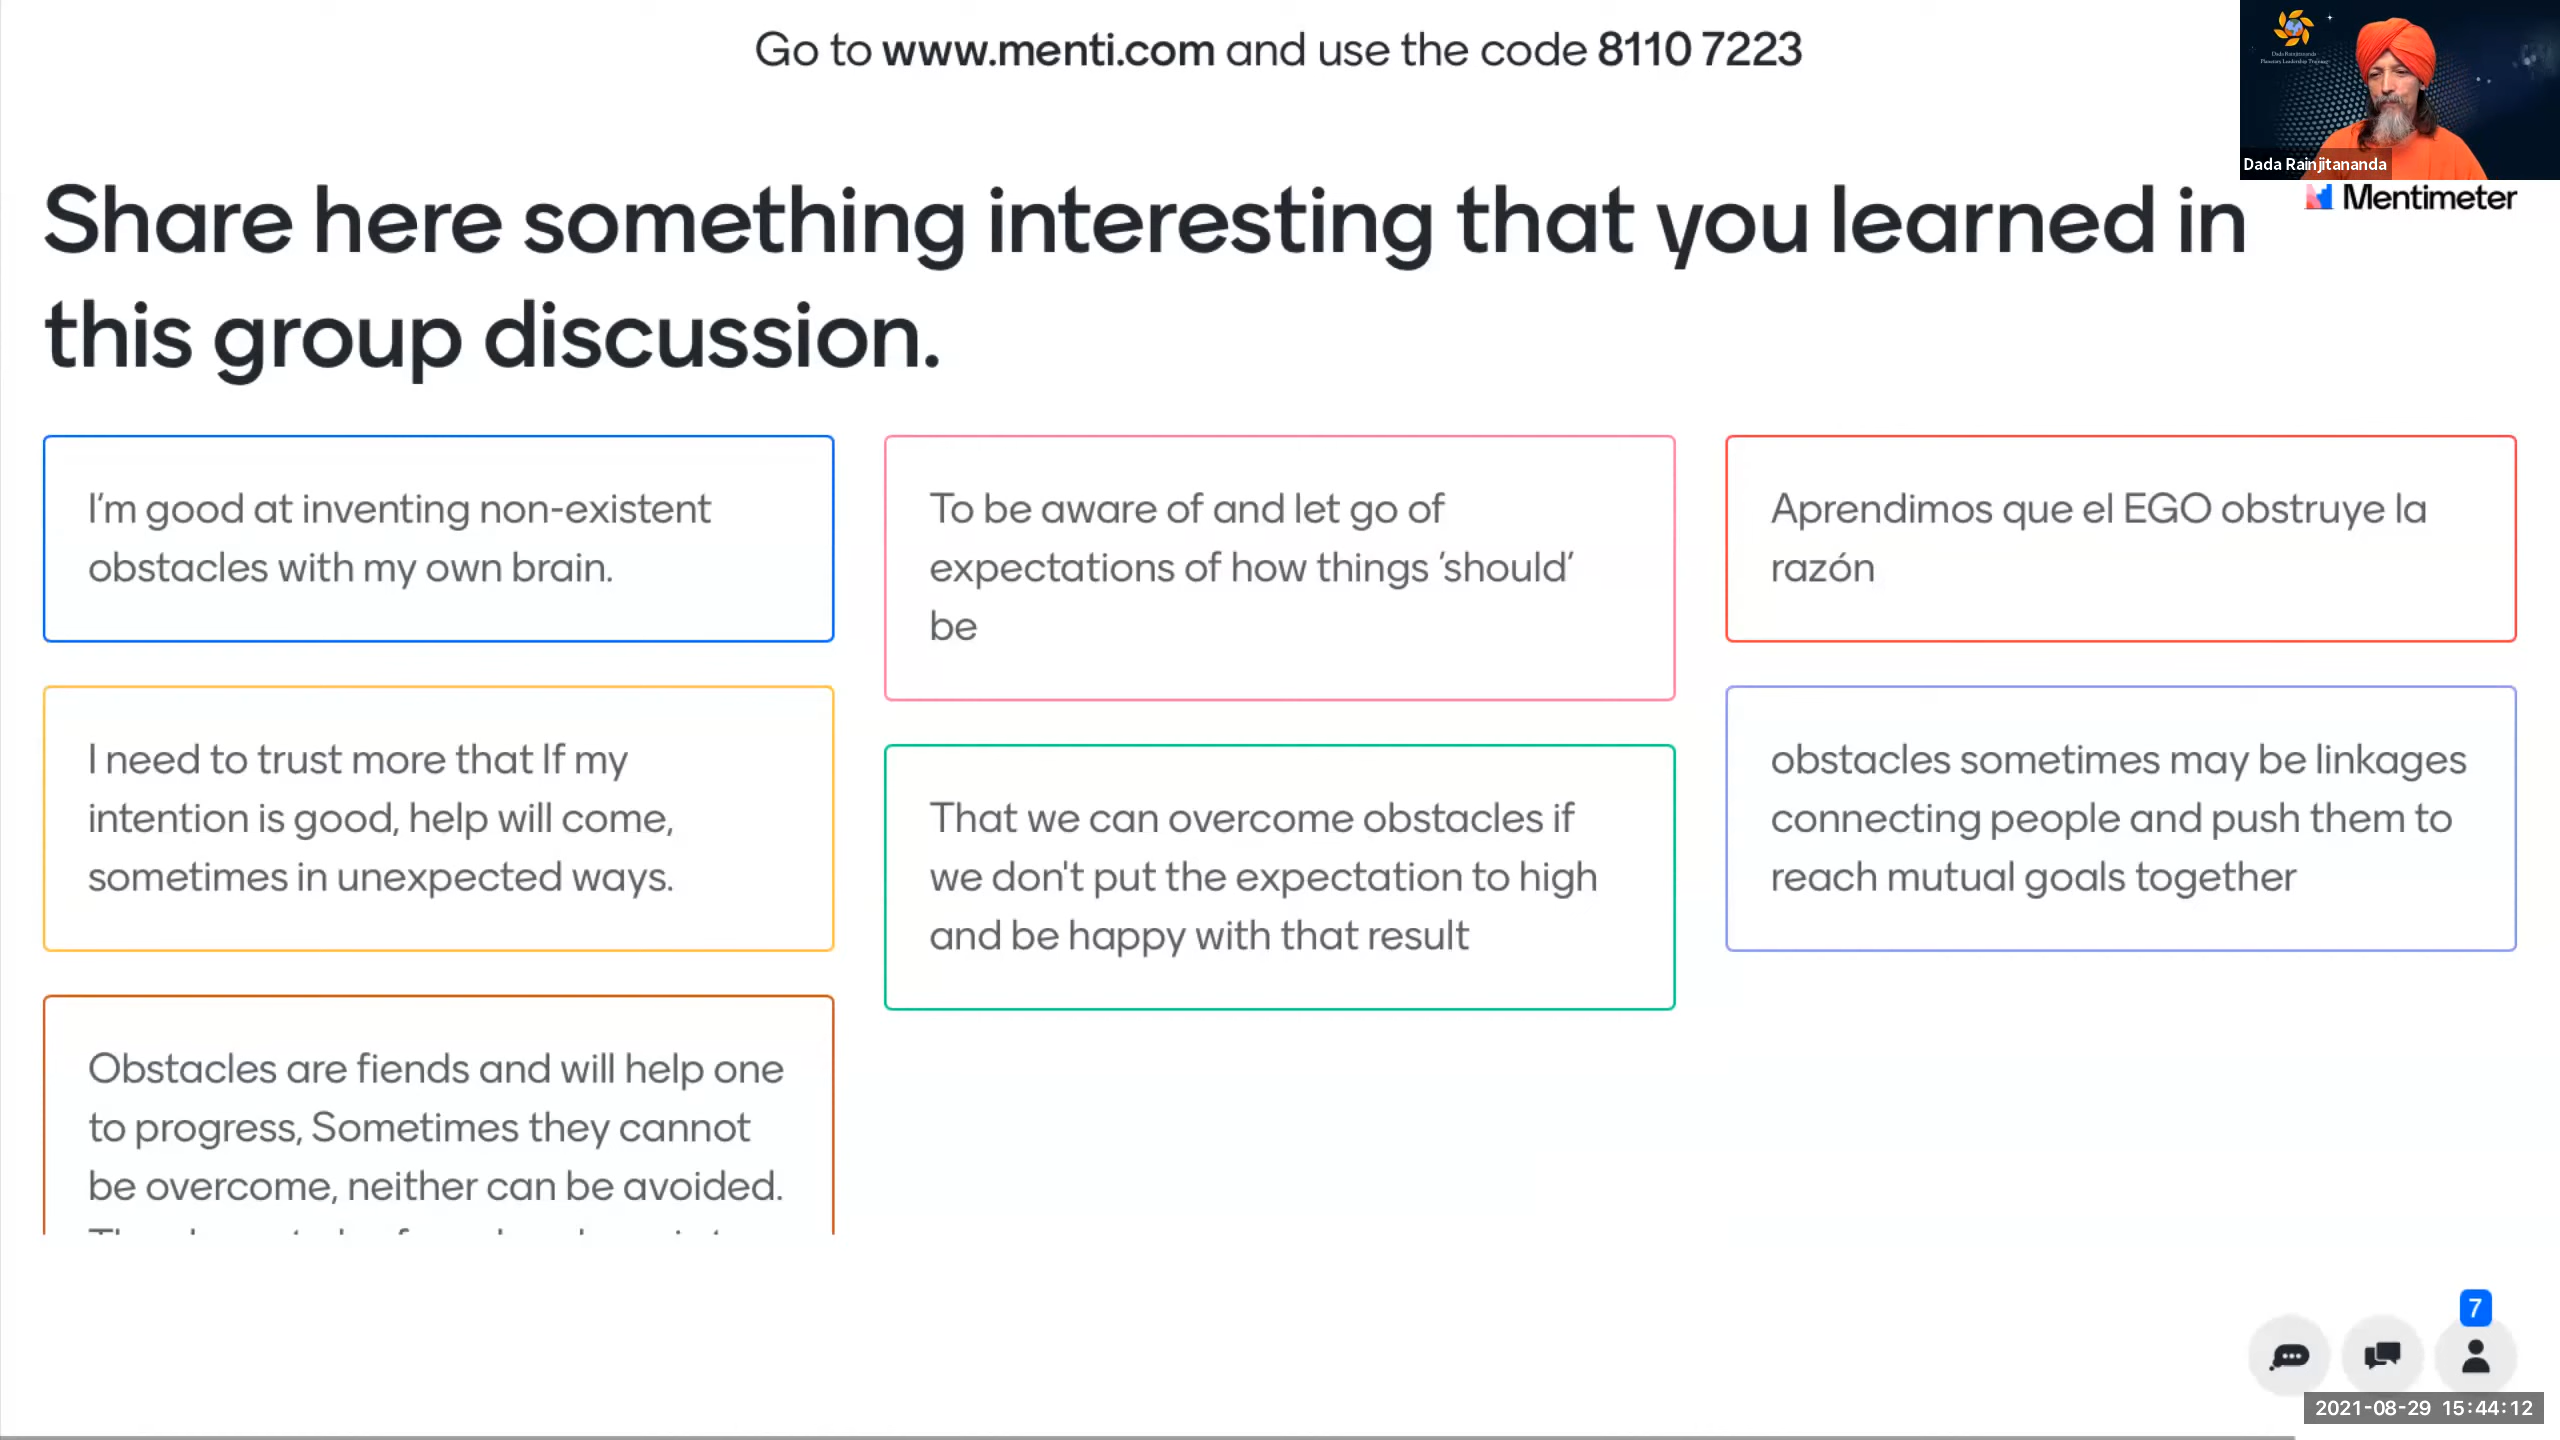 Go to www.menti.com and use the code 8110 7223
Dada Rainjitananda
Mentimeter
Share here something interesting that you learned in
this group discussion.
I'm good at inventing non-existent
obstacles with my own brain.
To be aware of and let go of
expectations of how things ‘should’
be
Aprendimos que el EGO obstruye la
razón
I need to trust more that If my
intention is good, help will come,
sometimes in unexpected ways.
That we can overcome obstacles if
we don't put the expectation to high
and be happy with that result
obstacles sometimes may be linkages
connecting people and push them to
reach mutual goals together
Obstacles are fiends and will help one
to progress, Sometimes they cannot
be overcome, neither can be avoided.
7
2021-08-29 15:44:12